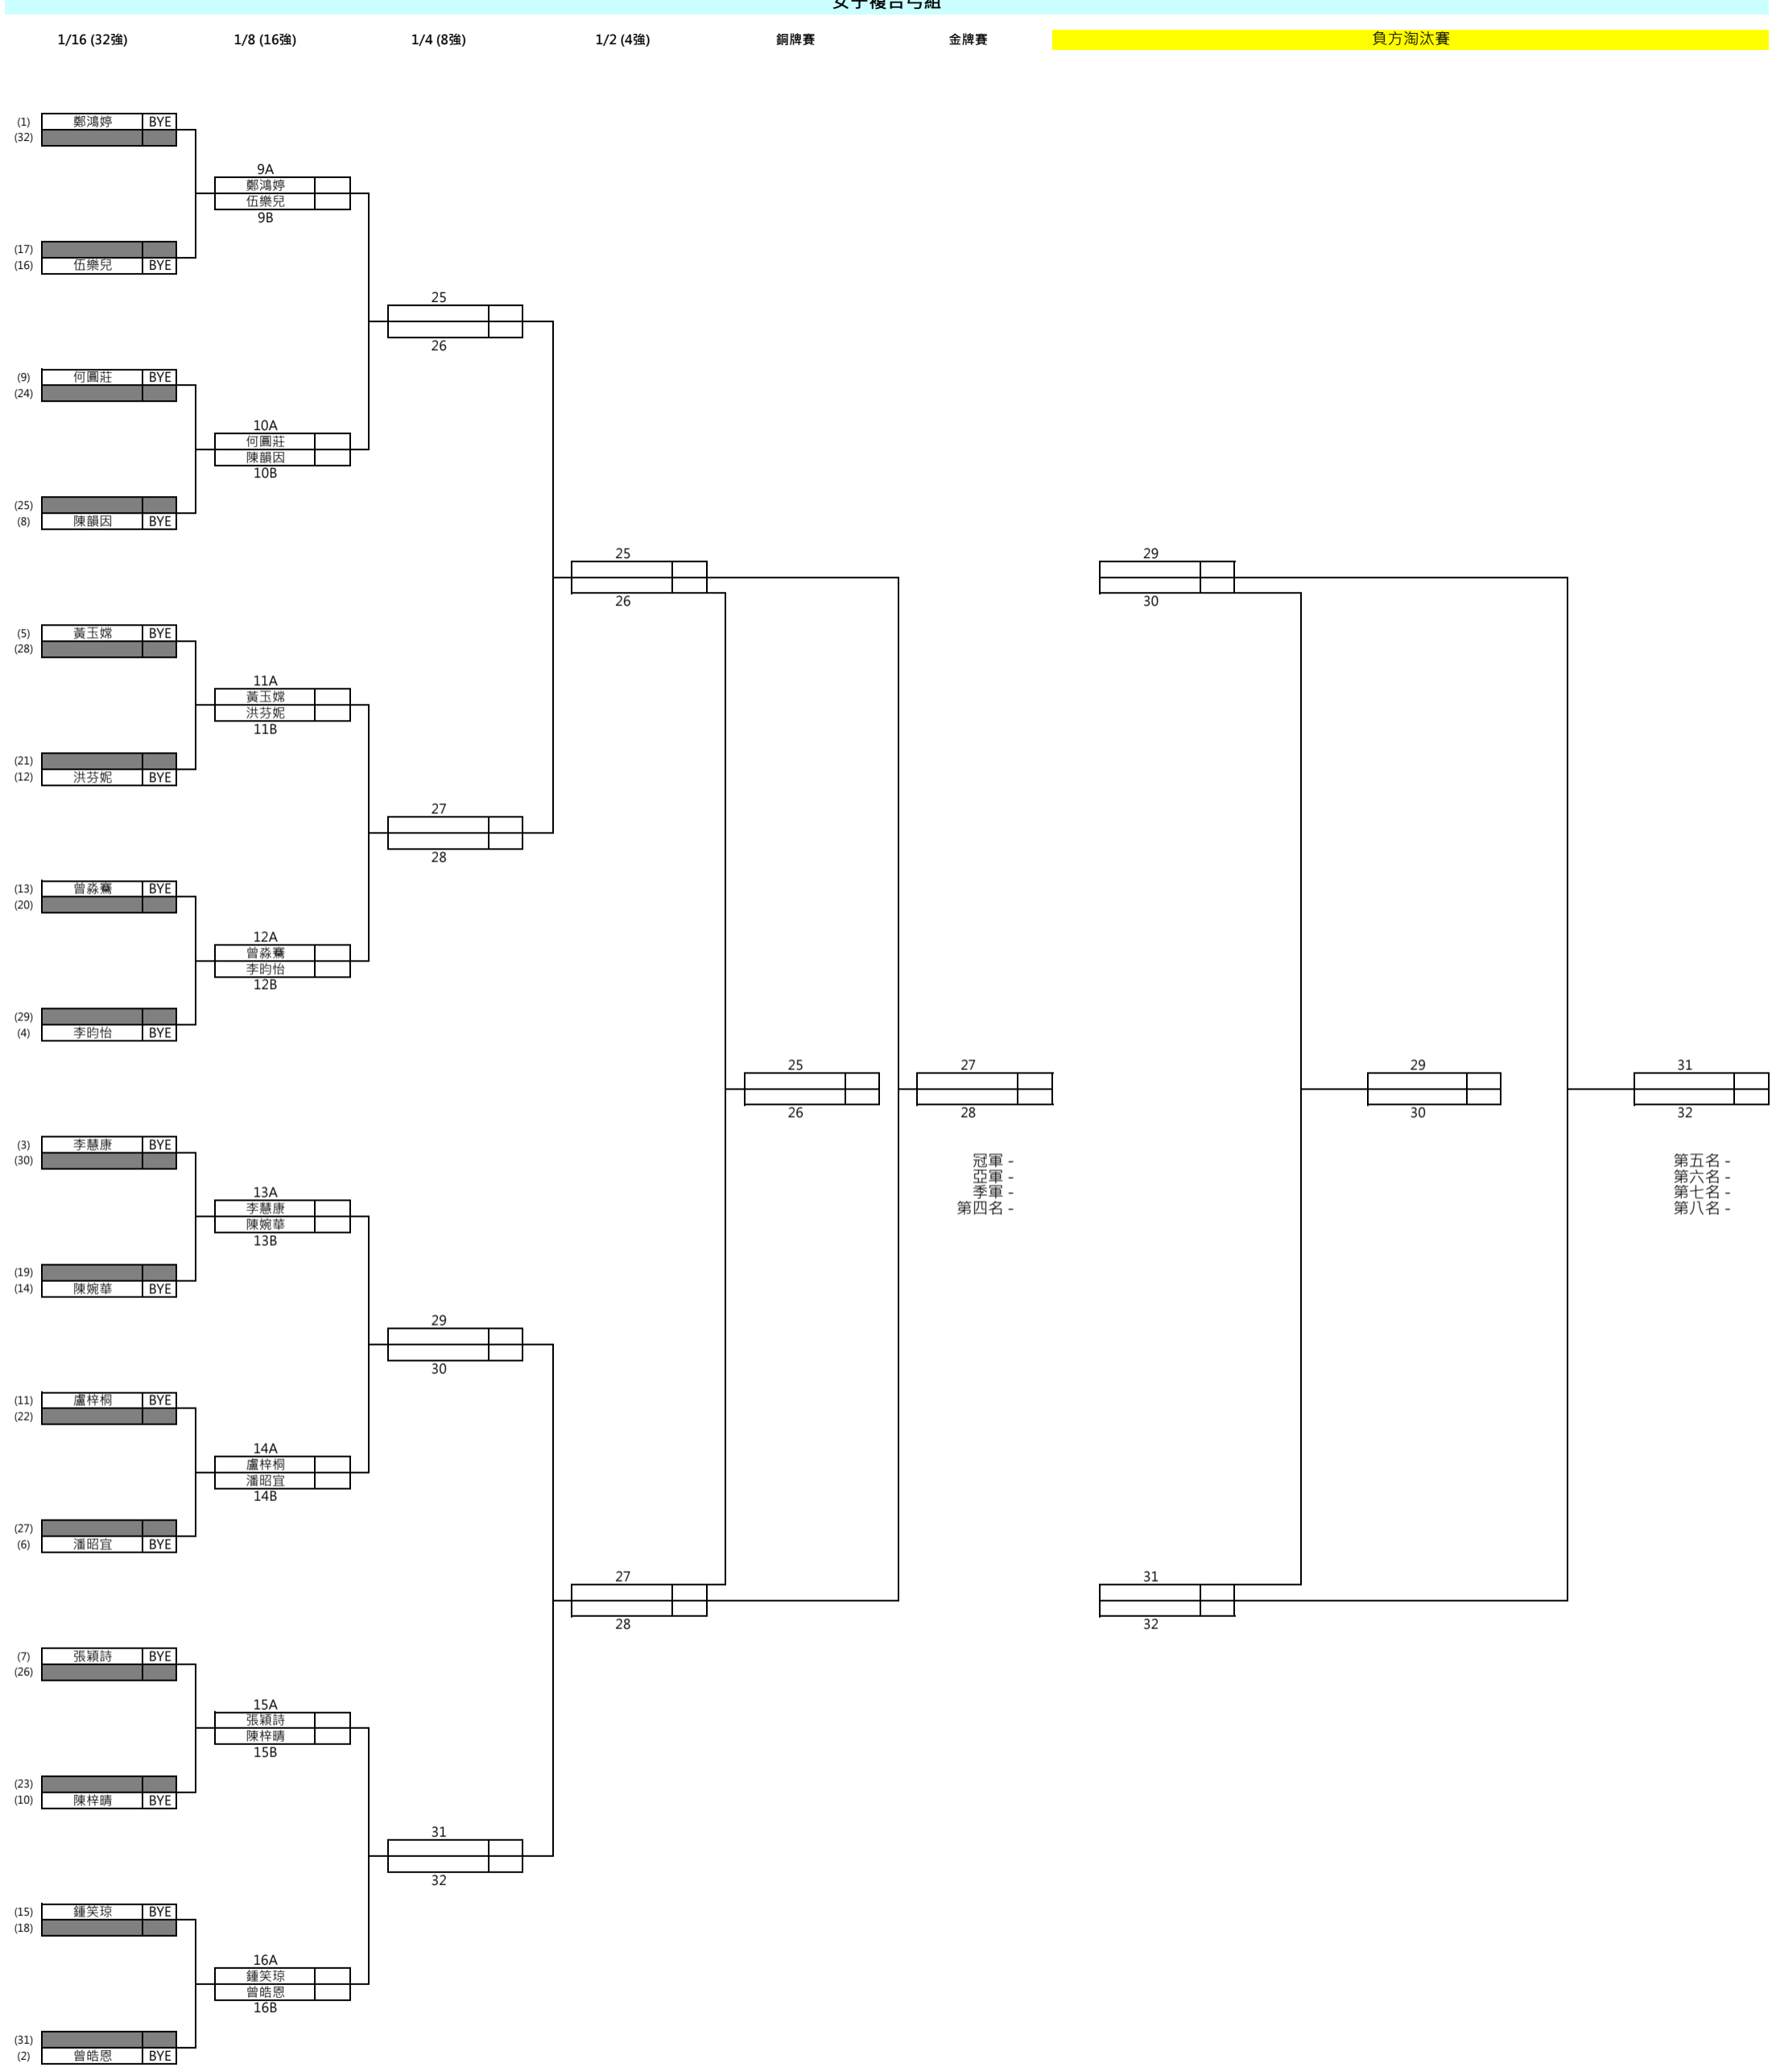 女子複合弓組
1/16 (32強) 1/8 (16強) 1/4 (8強) 1/2 (4強) 銅牌賽 金牌賽 負方淘汰賽
(1) 鄭鴻婷 BYE
(32)
9A
鄭鴻婷
伍樂兒
9B
(17)
(16) 伍樂兒 BYE
25
26
(9) 何圓莊 BYE
(24)
10A
何圓莊
陳韻因
10B
(25)
(8) 陳韻因 BYE
25 29
26 30
(5) 黃玉嫦 BYE
(28)
11A
黃玉嫦
洪芬妮
11B
(21)
(12) 洪芬妮 BYE
27
28
(13) 曾淼騫 BYE
(20)
12A
曾淼騫
李昀怡
12B
(29)
(4) 李昀怡 BYE
25 27 29 31
26 28 30 32
(3) 李慧康 BYE
(30)
冠軍 - 第五名 -
亞軍 - 第六名 -
季軍 - 第七名 -
第四名 - 第八名 -
13A
李慧康
陳婉華
13B
(19)
(14) 陳婉華 BYE
29
30
(11) 盧梓桐 BYE
(22)
14A
盧梓桐
潘昭宜
14B
(27)
(6) 潘昭宜 BYE
27 31
28 32
(7) 張穎詩 BYE
(26)
15A
張穎詩
陳梓晴
15B
(23)
(10) 陳梓晴 BYE
31
32
(15) 鍾笑琼 BYE
(18)
16A
鍾笑琼
曾皓恩
16B
(31)
(2) 曾皓恩 BYE